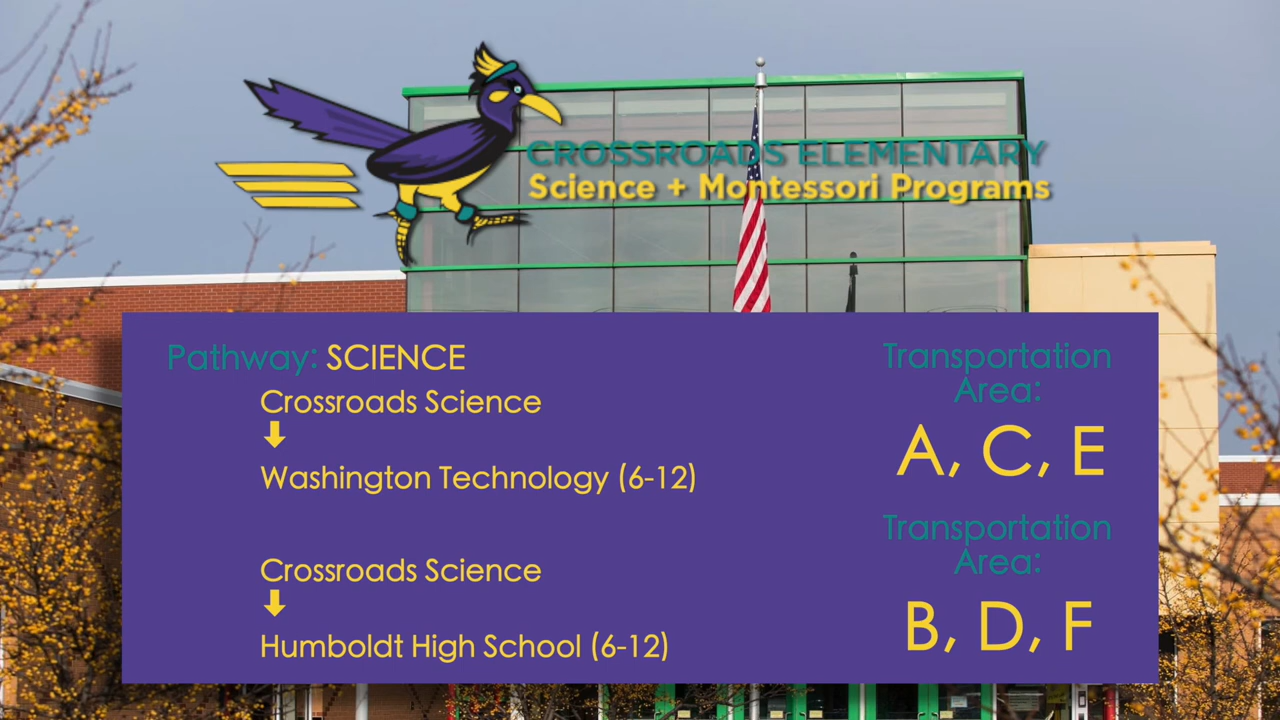 CROSSROADS ELEMENTARY
Science + Montessori Programs
Pathway: SCIENCE
Crossroads Science
Washington Technology (6-12)
Transportation
Area:
A, C, E
Crossroads Science
Humboldt High School (6-12)
Transportation
Area:
B, D, F